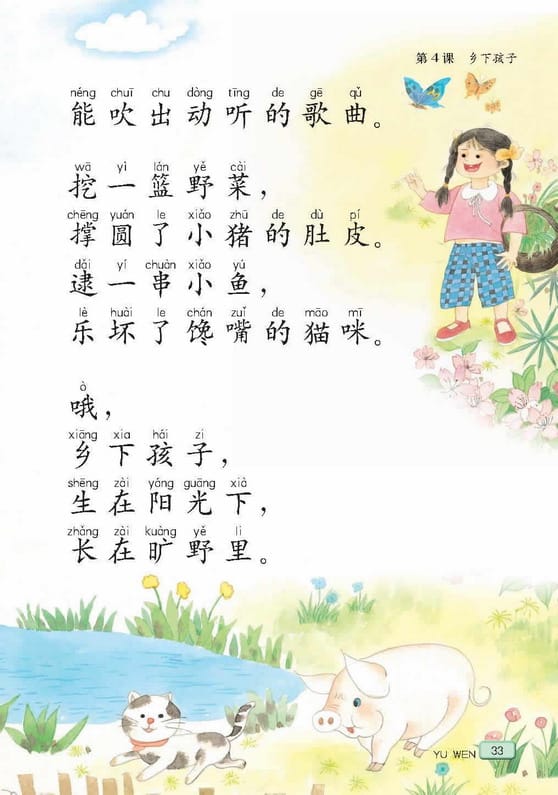 第4课 乡下孩子
néng chuī chu dòng tīng de gē qǔ
能吹出动听的歌曲。
wā yì lán yě cài
挖一篮野菜，
chēng yuán le xiǎo zhū de dù pí
撑圆了小猪的肚皮。
dǎi yí chuàn xiǎo yú
逮一串小鱼，
lè huài le chán zuǐ de māo mī
乐坏了馋嘴的猫咪。
ò
哦，
xiāng xia hái zi
乡下孩子，
shēng zài yáng guāng xià
生在阳光下，
zhǎng zài kuàng yě li
长在旷野里。
YU WEN 33